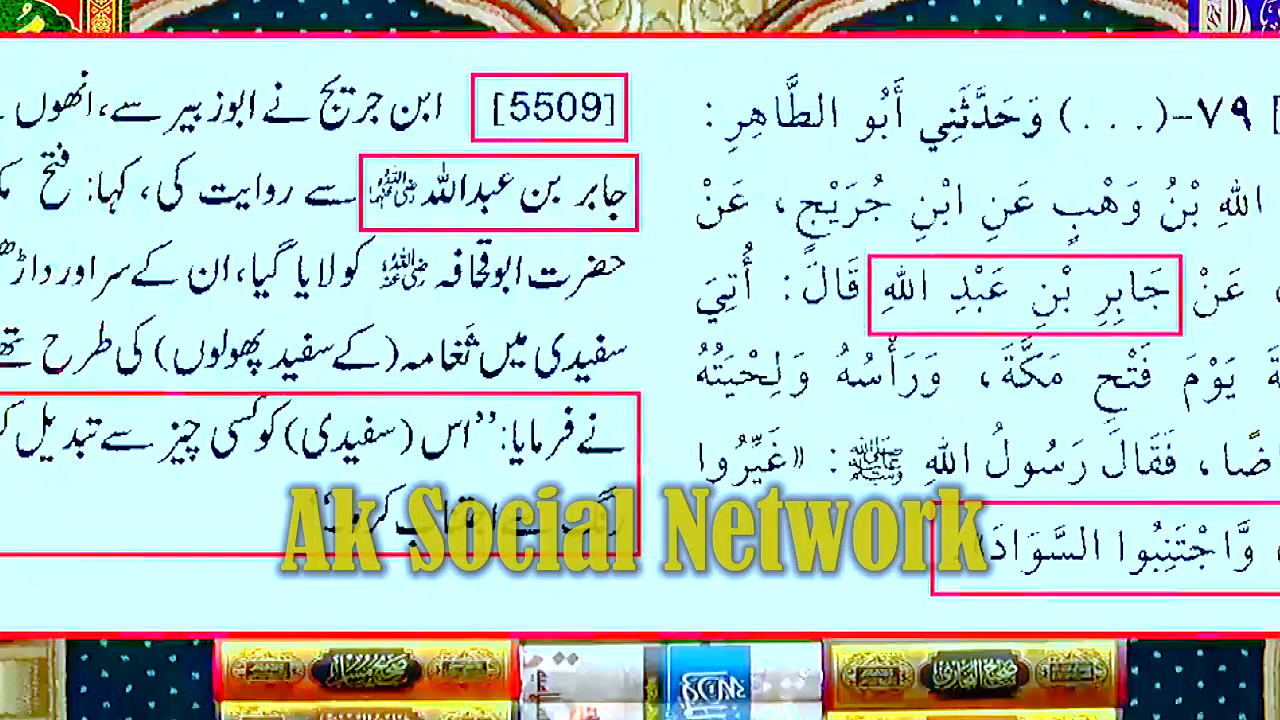 ٧٩-(...) وَحَدَّثَنِي أَبُو الطَّاهِرِ:
اللهِ بْنُ وَهْبٍ عَنِ ابْنِ جُرَيْجٍ، عَنْ
عَنْ جَابِرِ بْنِ عَبْدِ اللهِ قَالَ: أُتِيَ
يَوْمَ فَتْحِ مَكَّةَ، وَرَأْسُهُ وَلِحْيَتُهُ
فَقَالَ رَسُولُ اللهِ ﷺ: «غَيِّرُوا
وَّاجْتَنِبُوا السَّوَادَ
[5509] ابن جریج نے ابوزبیر سے، انھوں
جابر بن عبداللہ رضی اللہ عنہما سے روایت کی، کہا: فتح
حضرت ابوقحافہ رضی اللہ عنہ کو لایا گیا، ان کے سر اور
سفیدی میں ثَغَامہ (کے سفید پھولوں) کی طرح
نے فرمایا: ’’اس (سفیدی) کو کسی چیز سے تبدیل
Ak Social Network